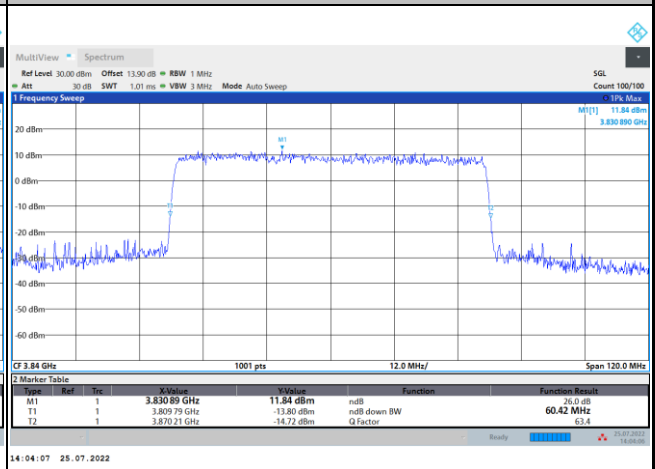 MultiView Spectrum
Ref Level 30.00 dBm Offset 13.90 dB RBW 1 MHz SGL
Att 30 dB SWT 1.01 ms VBW 3 MHz Mode Auto Sweep Count 100/100
1 Frequency Sweep 1Pk Max
M1[1] 11.84 dBm
3.830 890 GHz
M1
20 dBm
10 dBm
0 dBm
-10 dBm
T1
T2
-20 dBm
-30 dBm
-40 dBm
-50 dBm
-60 dBm
CF 3.84 GHz 1001 pts 12.0 MHz/ Span 120.0 MHz
2 Marker Table
Type Ref Trc X-Value Y-Value Function Function Result
M1 1 3.830 89 GHz 11.84 dBm ndB 26.0 dB
T1 1 3.809 79 GHz -13.80 dBm ndB down BW 60.42 MHz
T2 1 3.870 21 GHz -14.72 dBm Q Factor 63.4
Ready 25.07.2022
14:04:06
14:04:07 25.07.2022